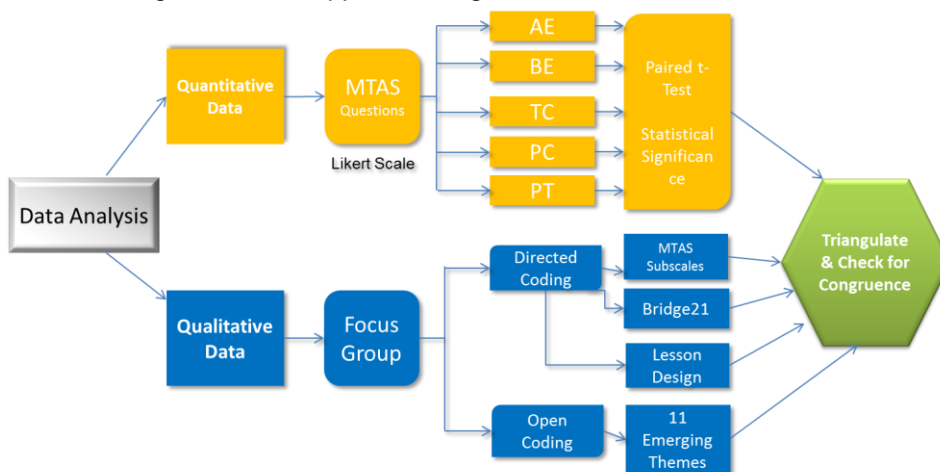 Data Analysis
Quantitative
Data
MTAS
Questions
Likert Scale
AE
BE
TC
PC
PT
Paired t-
Test
Statistical
Significan
ce
Qualitative
Data
Focus
Group
Directed
Coding
MTAS
Subscales
Bridge21
Lesson
Design
Open
Coding
11
Emerging
Themes
Triangulate
& Check for
Congruence